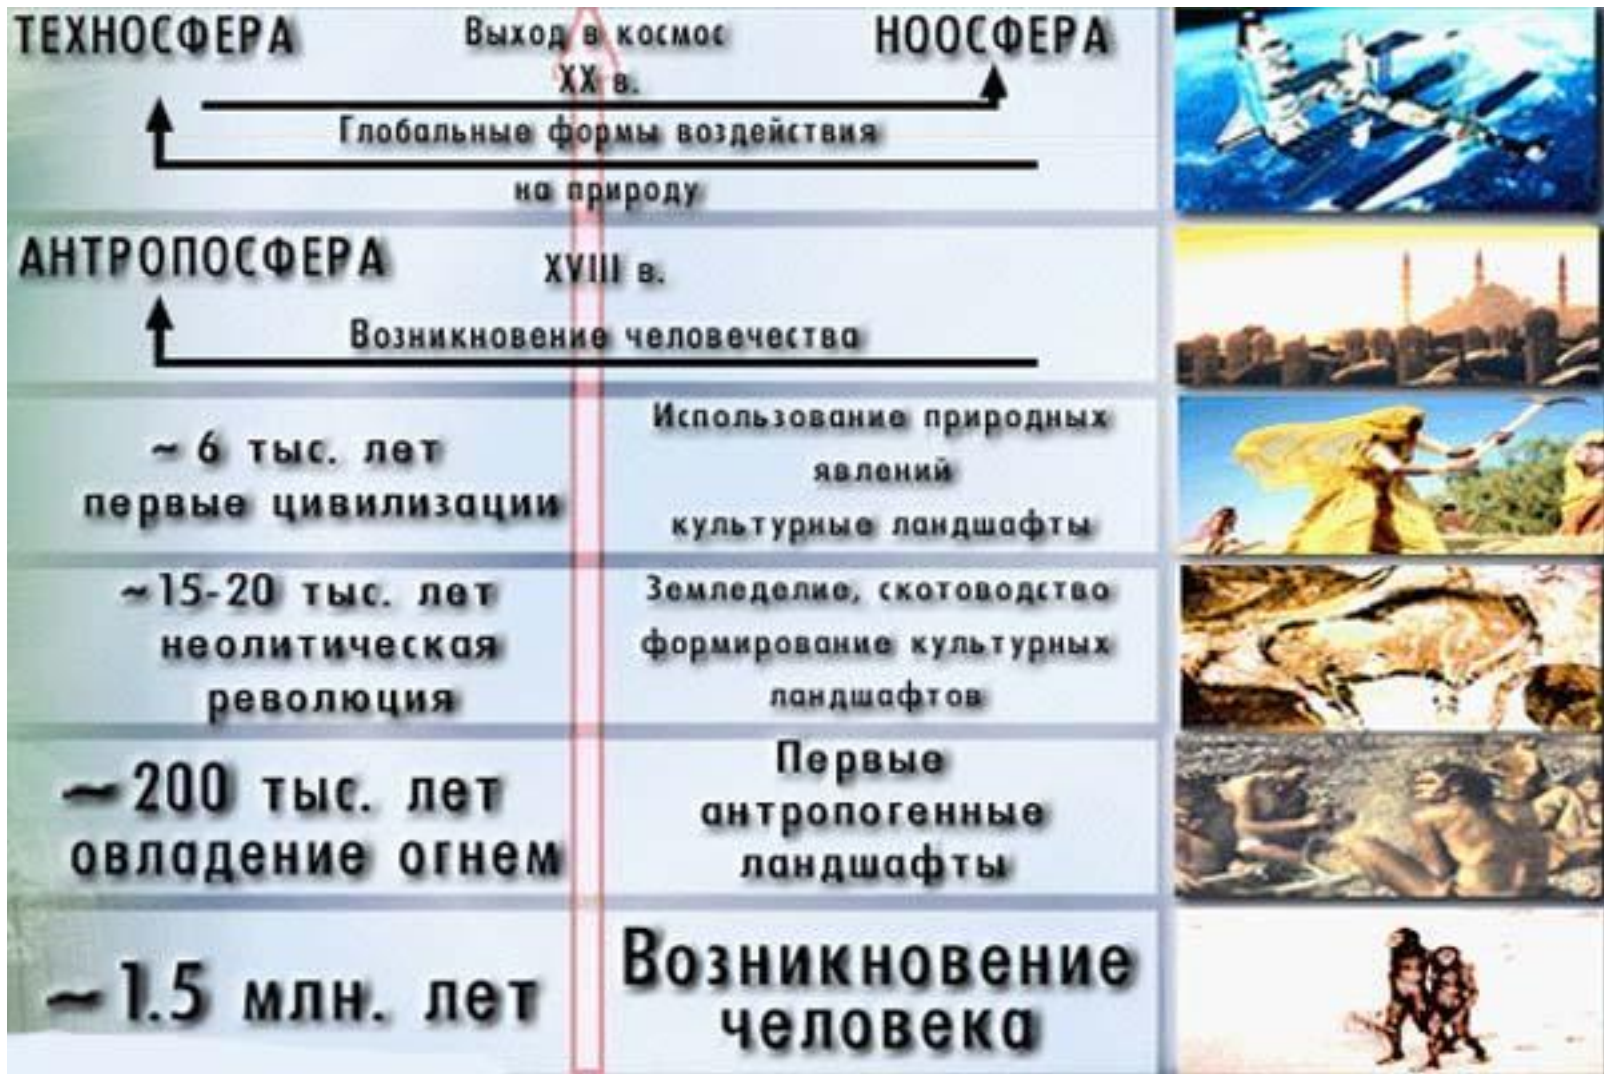 ТЕХНОСФЕРА
Выход в космос
XX в.
НООСФЕРА
Глобальные формы воздействия
на природу
АНТРОПОСФЕРА
XVIII в.
Возникновение человечества
~ 6 тыс. лет
первые цивилизации
Использование природных
явлений
культурные ландшафты
~15-20 тыс. лет
неолитическая
революция
Земледелие, скотоводство
формирование культурных
ландшафтов
~200 тыс. лет
овладение огнем
Первые
антропогенные
ландшафты
~1.5 млн. лет
Возникновение
человека